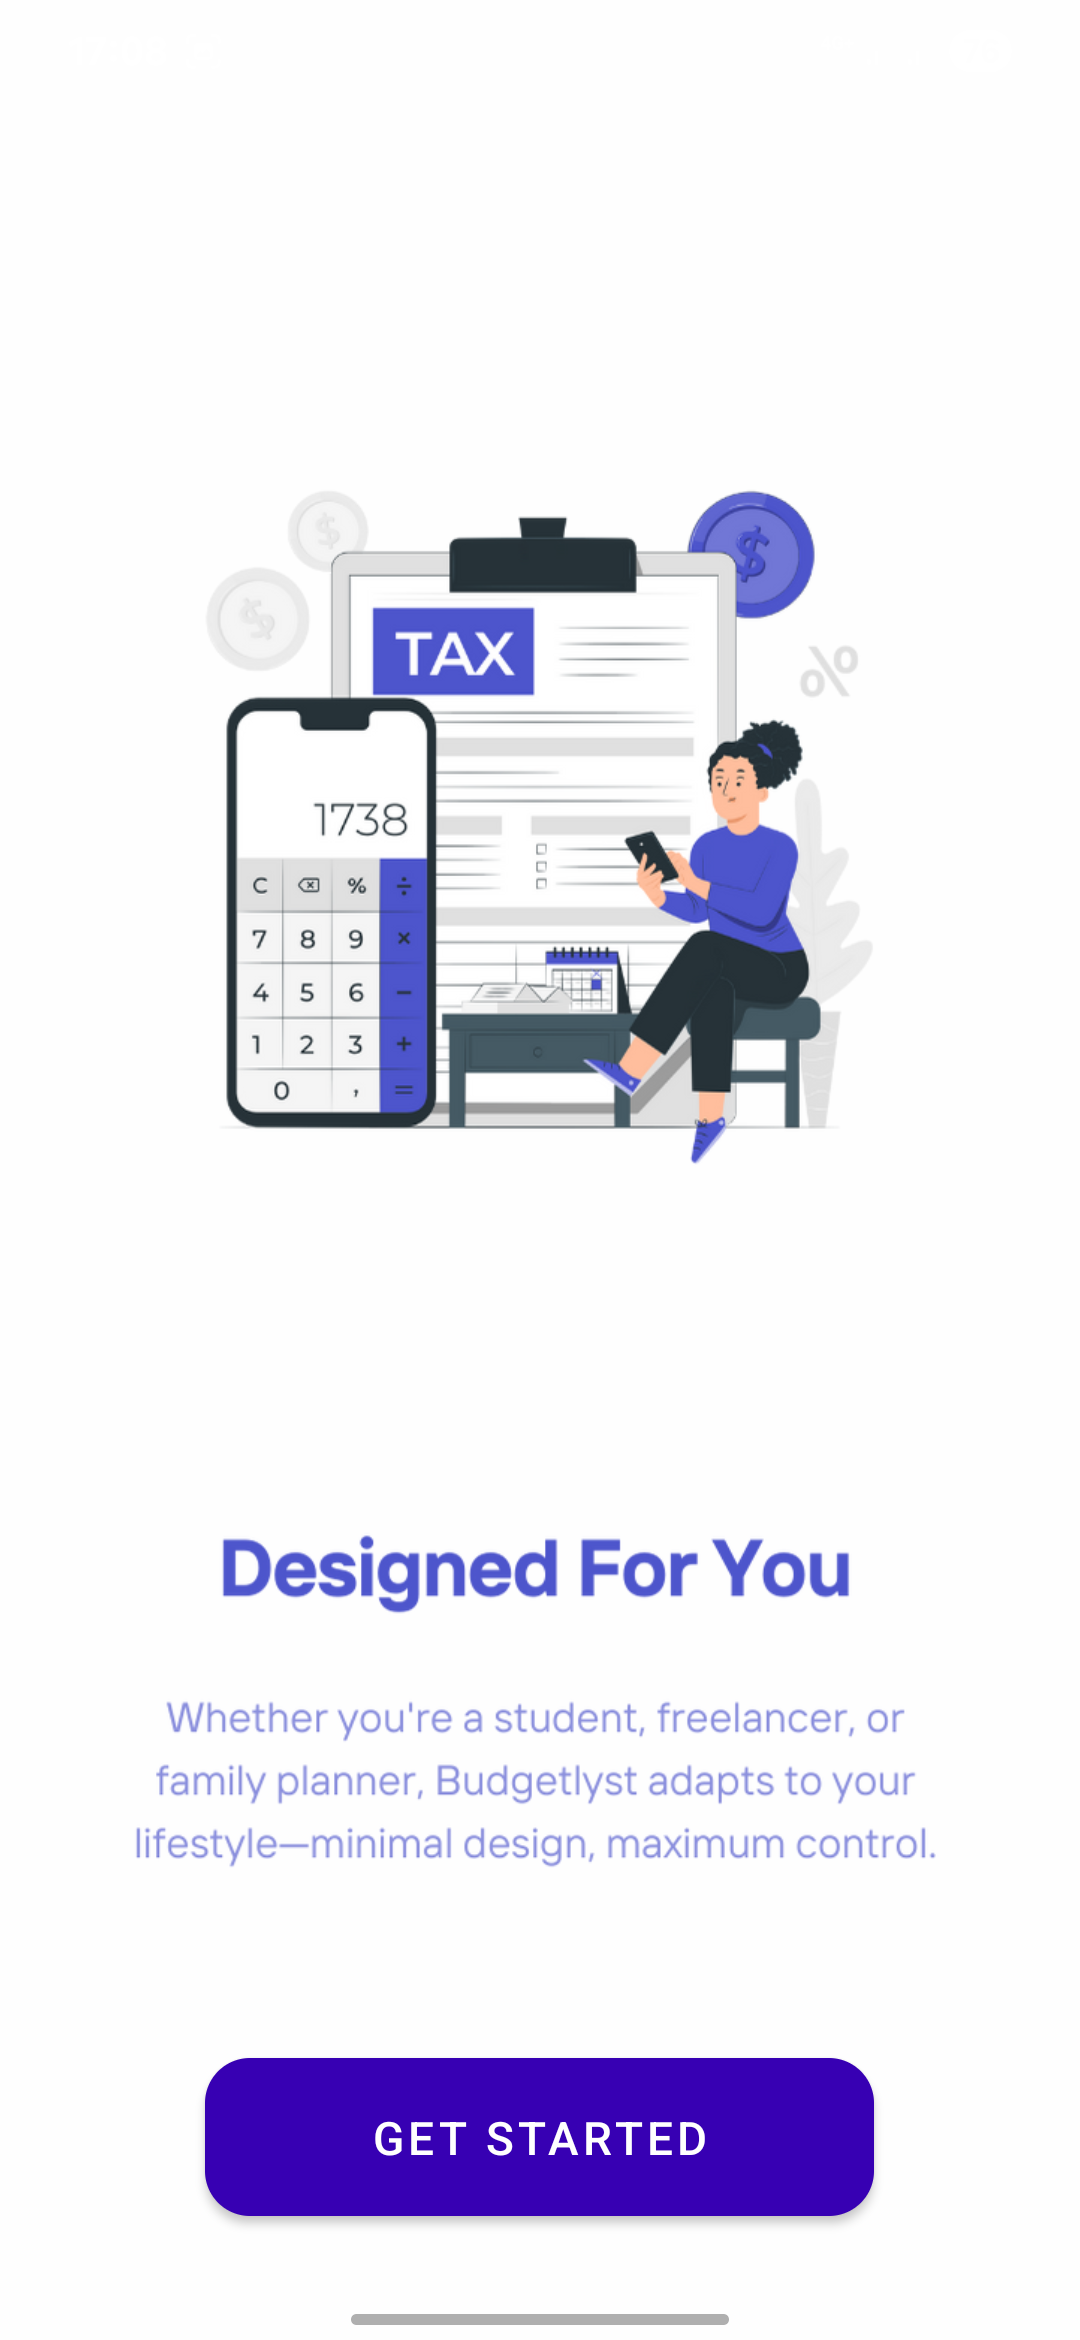 TAX
1738
C % ÷
7 8 9 ×
4 5 6 −
1 2 3 +
0 , =
Designed For You
Whether you're a student, freelancer, or
family planner, Budgetlyst adapts to your
lifestyle—minimal design, maximum control.
GET STARTED